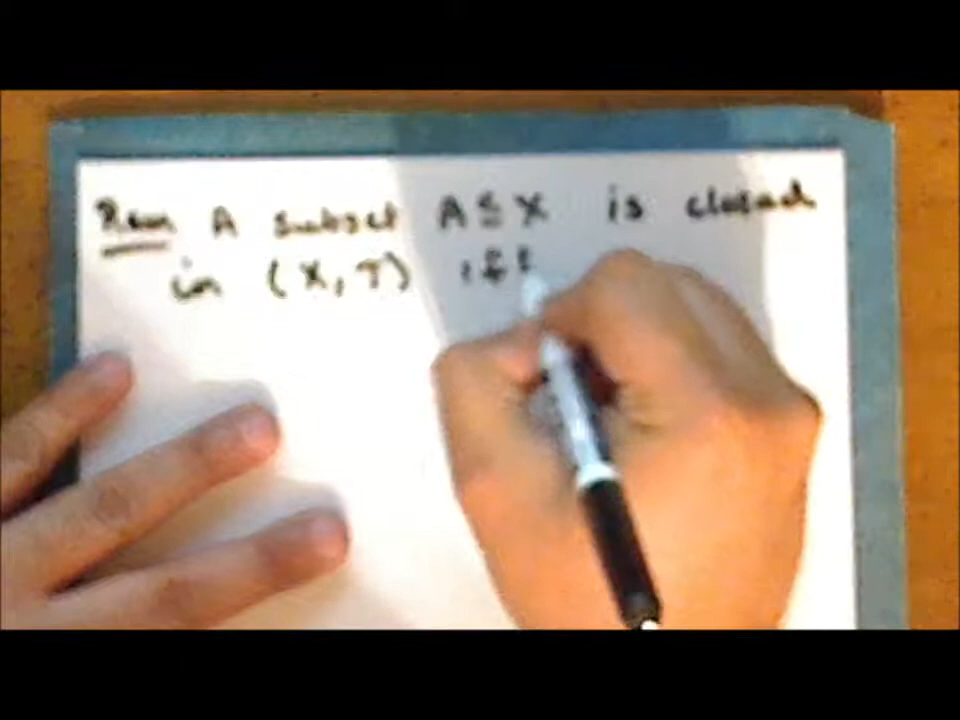 Rem A subset A ⊆ X is closed
in (X, T) iff